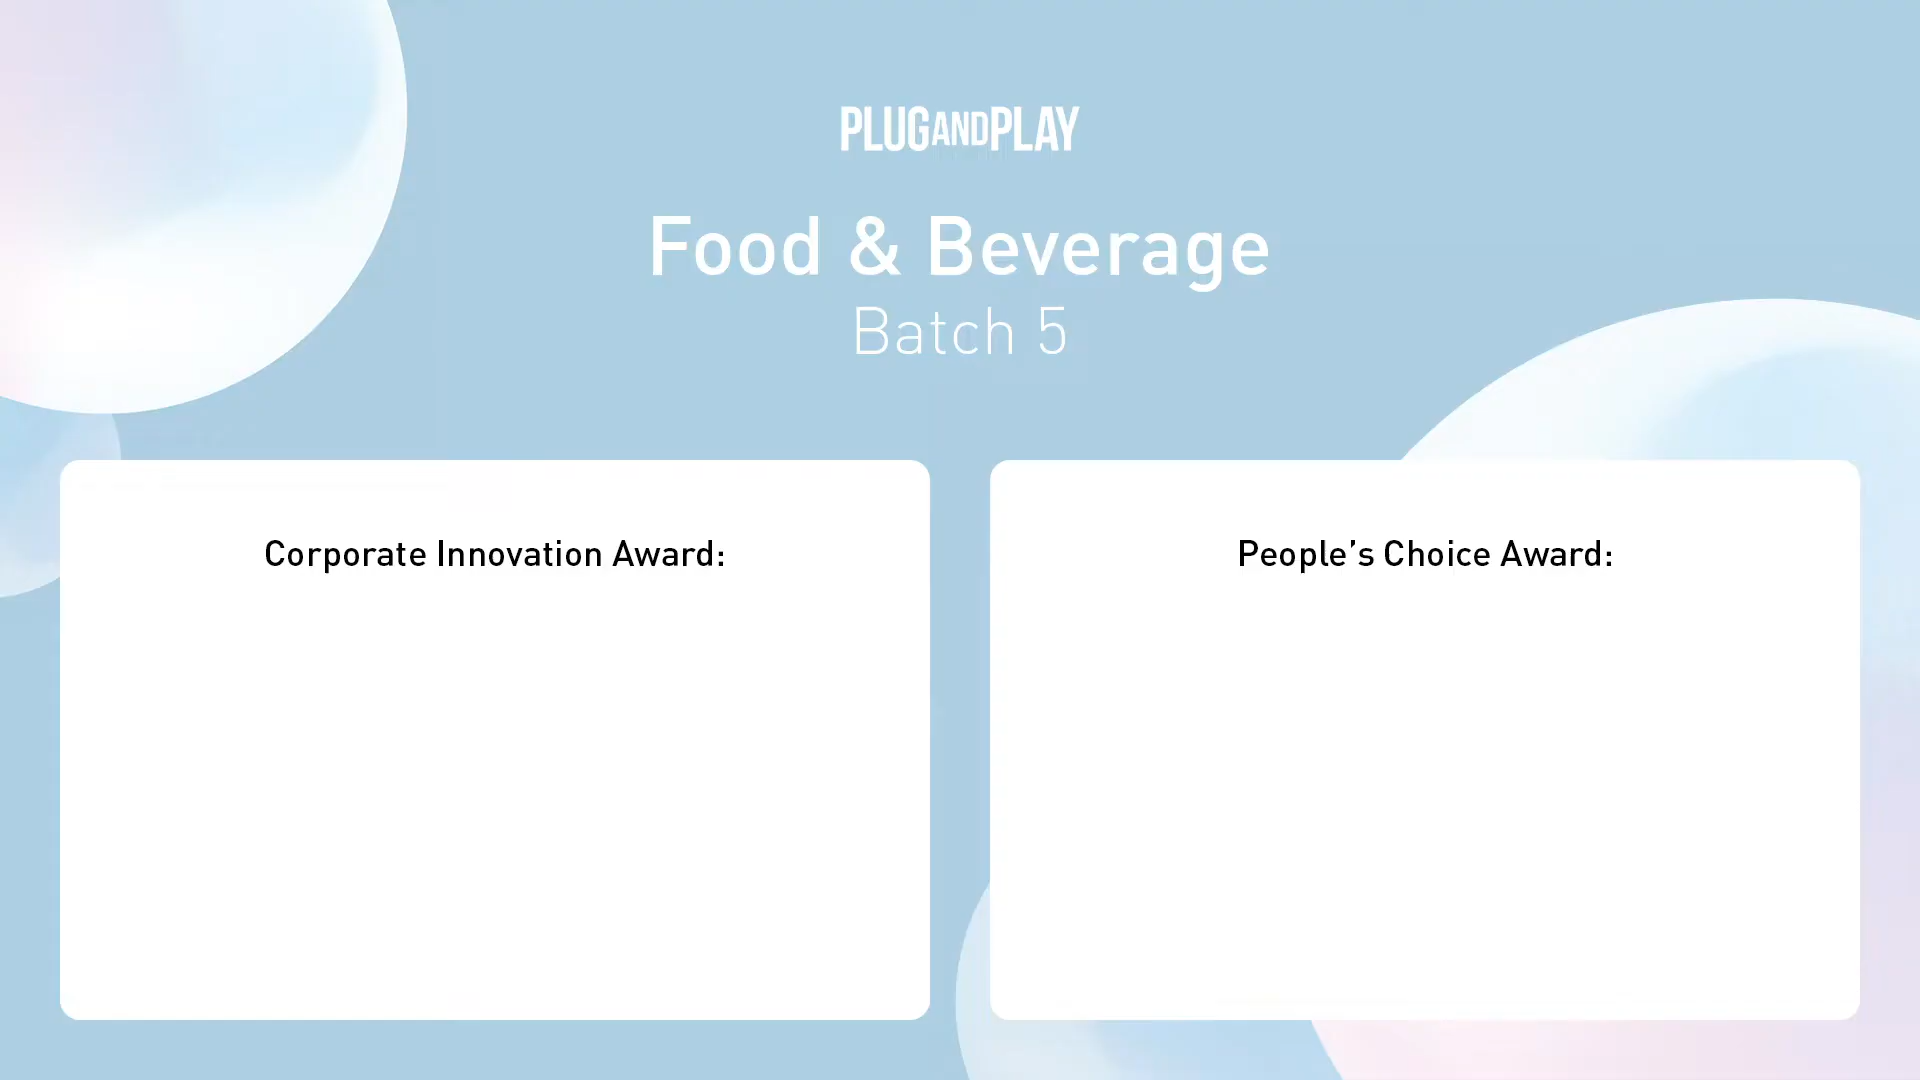 PLUGANDPLAY
Food & Beverage
Batch 5
Corporate Innovation Award:
People’s Choice Award: